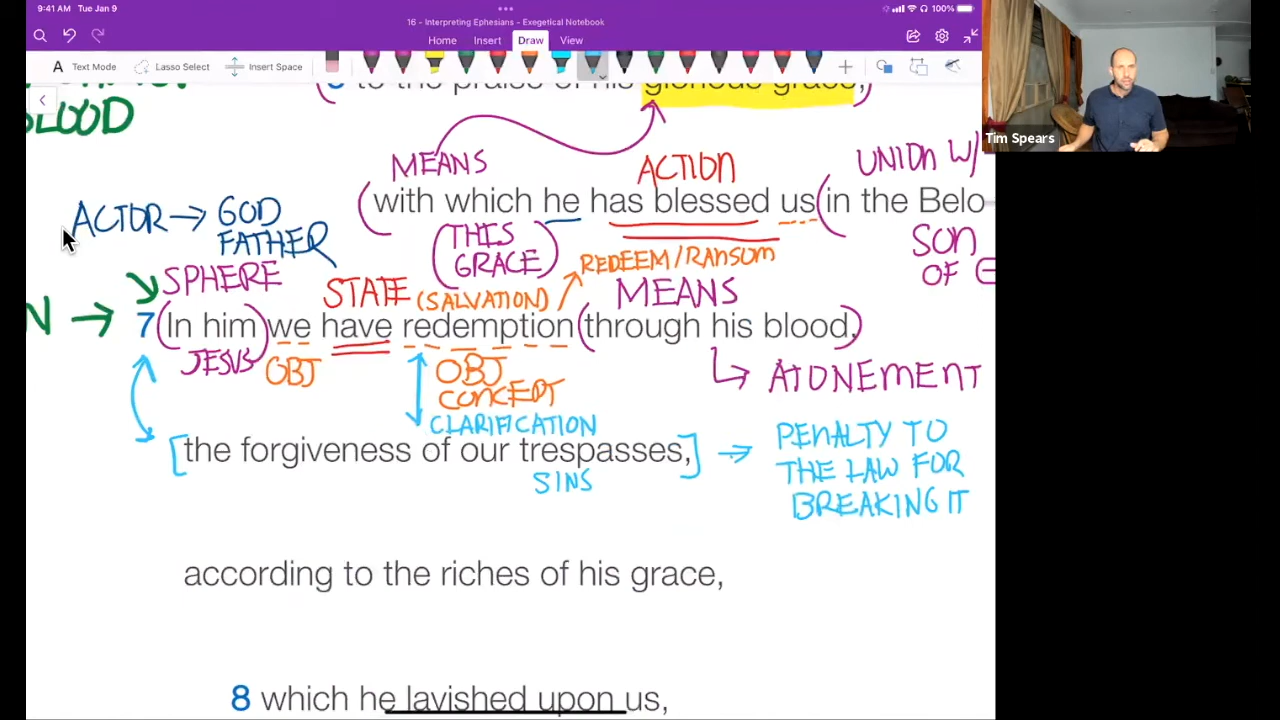 9:41 AM Tue Jan 9
100%
16 - Interpreting Ephesians - Exegetical Notebook
Home Insert Draw View
A Text Mode Lasso Select Insert Space
to the praise of his glorious grace,)
BLOOD
MEANS
ACTION
UNION W/
(with which he has blessed us (in the Belo
ACTOR → GOD FATHER
(THIS GRACE)
SON OF
REDEEM/RANSOM
SPHERE
STATE (SALVATION)
MEANS
N →
7 (In him) we have redemption (through his blood,)
JESUS OBJ
OBJ CONCEPT
ATONEMENT
CLARIFICATION
[the forgiveness of our trespasses,] →
SINS
PENALTY TO
THE LAW FOR
BREAKING IT
according to the riches of his grace,
8 which he lavished upon us,
Tim Spears